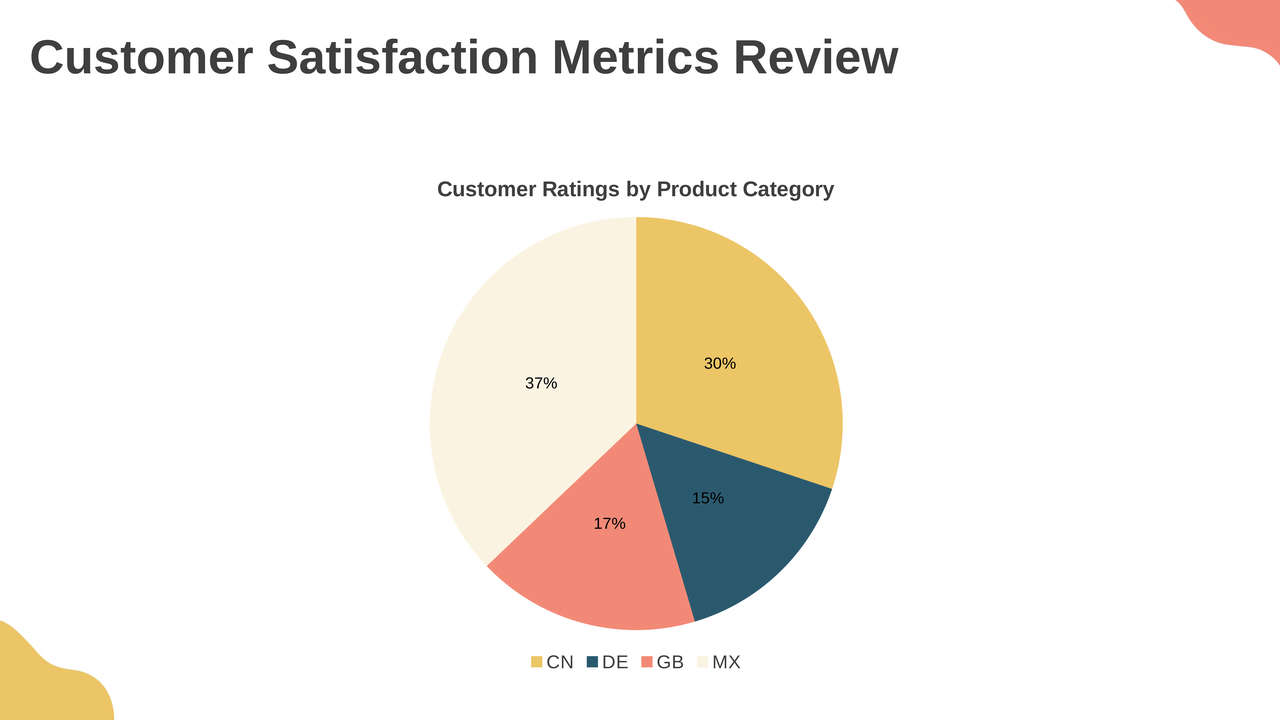 Customer Satisfaction Metrics Review
Customer Ratings by Product Category
30%
37%
15%
17%
CN DE GB MX